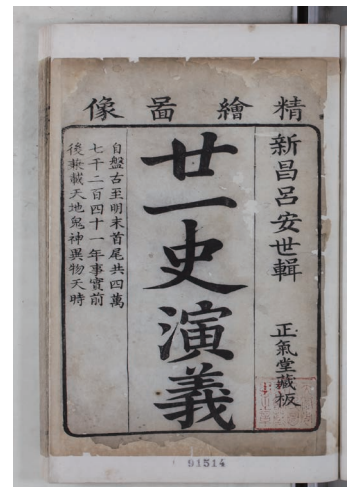 精繪啚像
新昌呂安世輯
正氣堂藏板
廿一史演義
自盤古至明末首尾共四萬
七千二百四十一年事實前
後兼載天地鬼神異物天時
91514